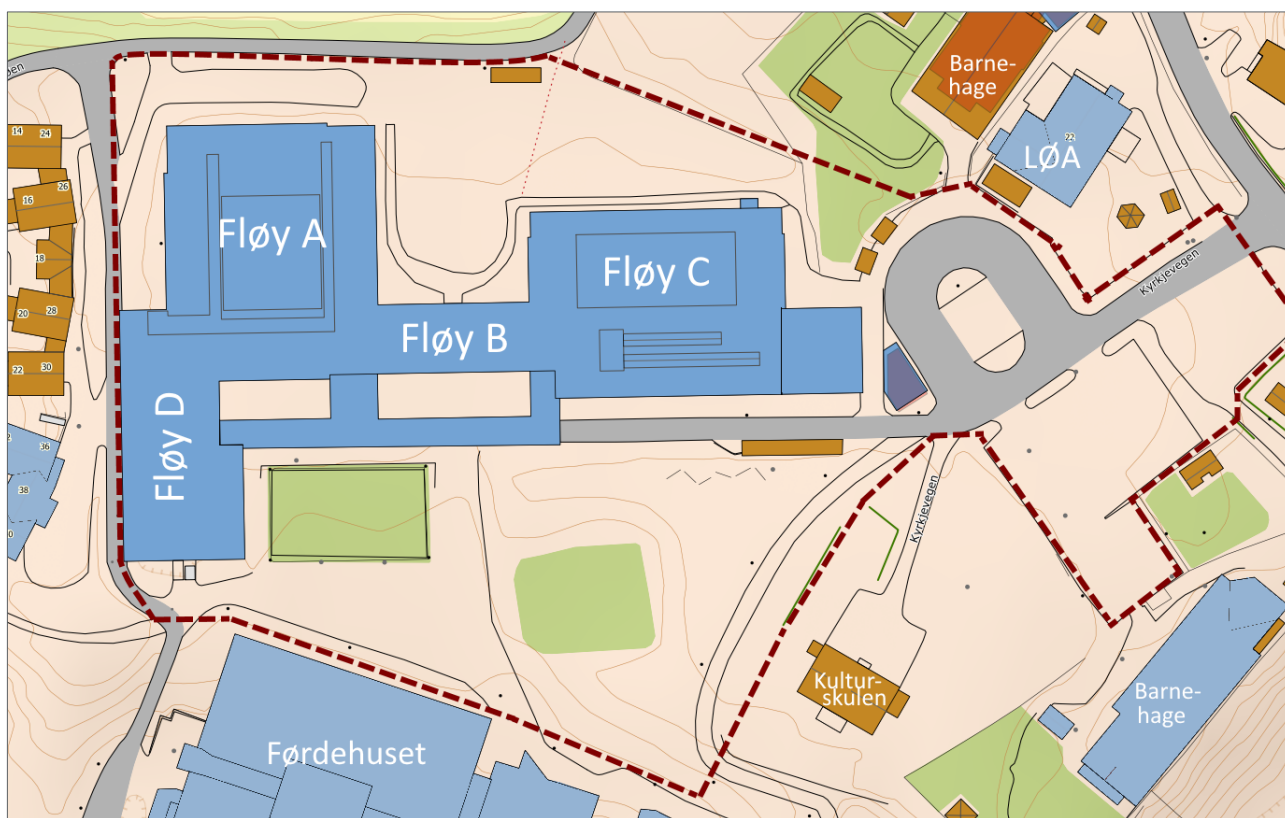 Barne-
hage
22
LØA
14
24
26
16
18
20
28
22
30
36
38
Fløy A
Fløy C
Fløy B
Fløy D
Kyrkjevegen
Kyrkjevegen
Kultur-
skulen
Barne-
hage
Førdehuset